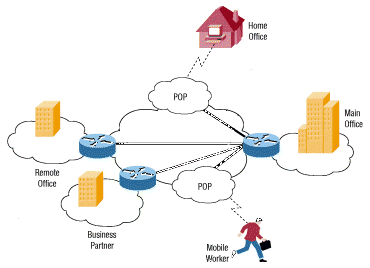 Home
Office
POP
Main
Office
Remote
Office
POP
Business
Partner
Mobile
Worker